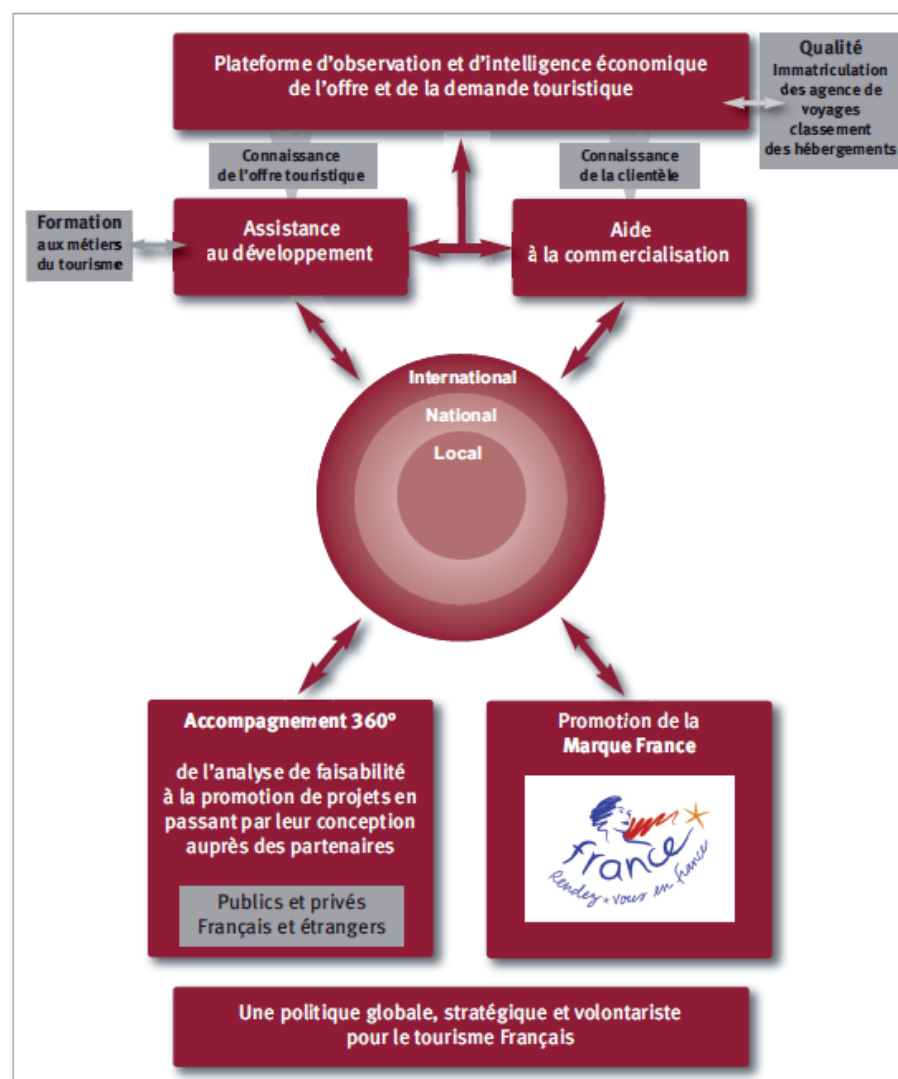 Plateforme d'observation et d'intelligence économique
de l'offre et de la demande touristique
Qualité
Immatriculation
des agence de
voyages
classement
des hébergements
Connaissance
de l'offre touristique
Connaissance
de la clientèle
Formation
aux métiers
du tourisme
Assistance
au développement
Aide
à la commercialisation
International
National
Local
Accompagnement 360°
de l'analyse de faisabilité
à la promotion de projets en
passant par leur conception
auprès des partenaires
Publics et privés
Français et étrangers
Promotion de la
Marque France
france
Rendez-vous en france
Une politique globale, stratégique et volontariste
pour le tourisme Français